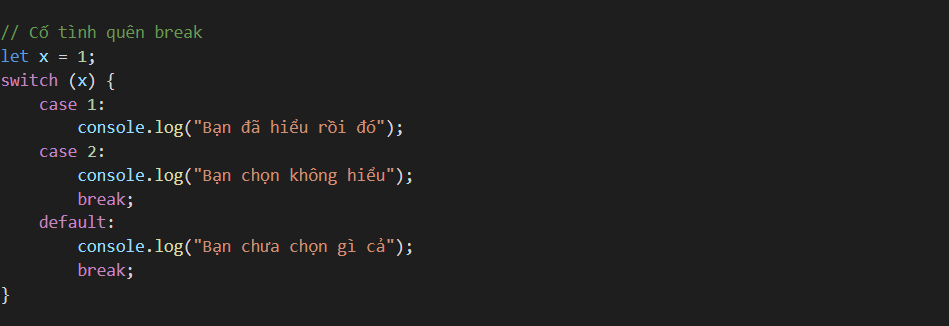 // Cố tình quên break
let x = 1;
switch (x) {
    case 1:
        console.log("Bạn đã hiểu rồi đó");
    case 2:
        console.log("Bạn chọn không hiểu");
        break;
    default:
        console.log("Bạn chưa chọn gì cả");
        break;
}